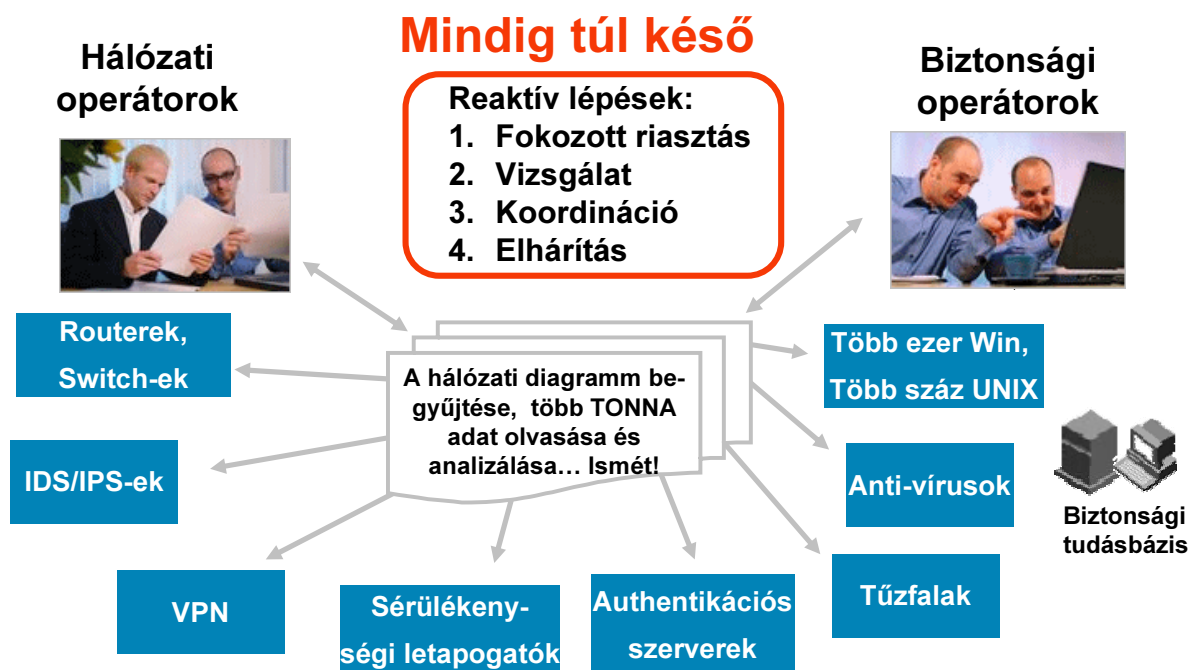 Mindig túl késő
Hálózati
operátorok
Reaktív lépések:
1. Fokozott riasztás
2. Vizsgálat
3. Koordináció
4. Elhárítás
Biztonsági
operátorok
Routerek,
Switch-ek
A hálózati diagramm be-
gyűjtése, több TONNA
adat olvasása és
analizálása… Ismét!
Több ezer Win,
Több száz UNIX
IDS/IPS-ek
Anti-vírusok
Biztonsági
tudásbázis
VPN
Sérülékeny-
ségi letapogatók
Authentikációs
szerverek
Tűzfalak